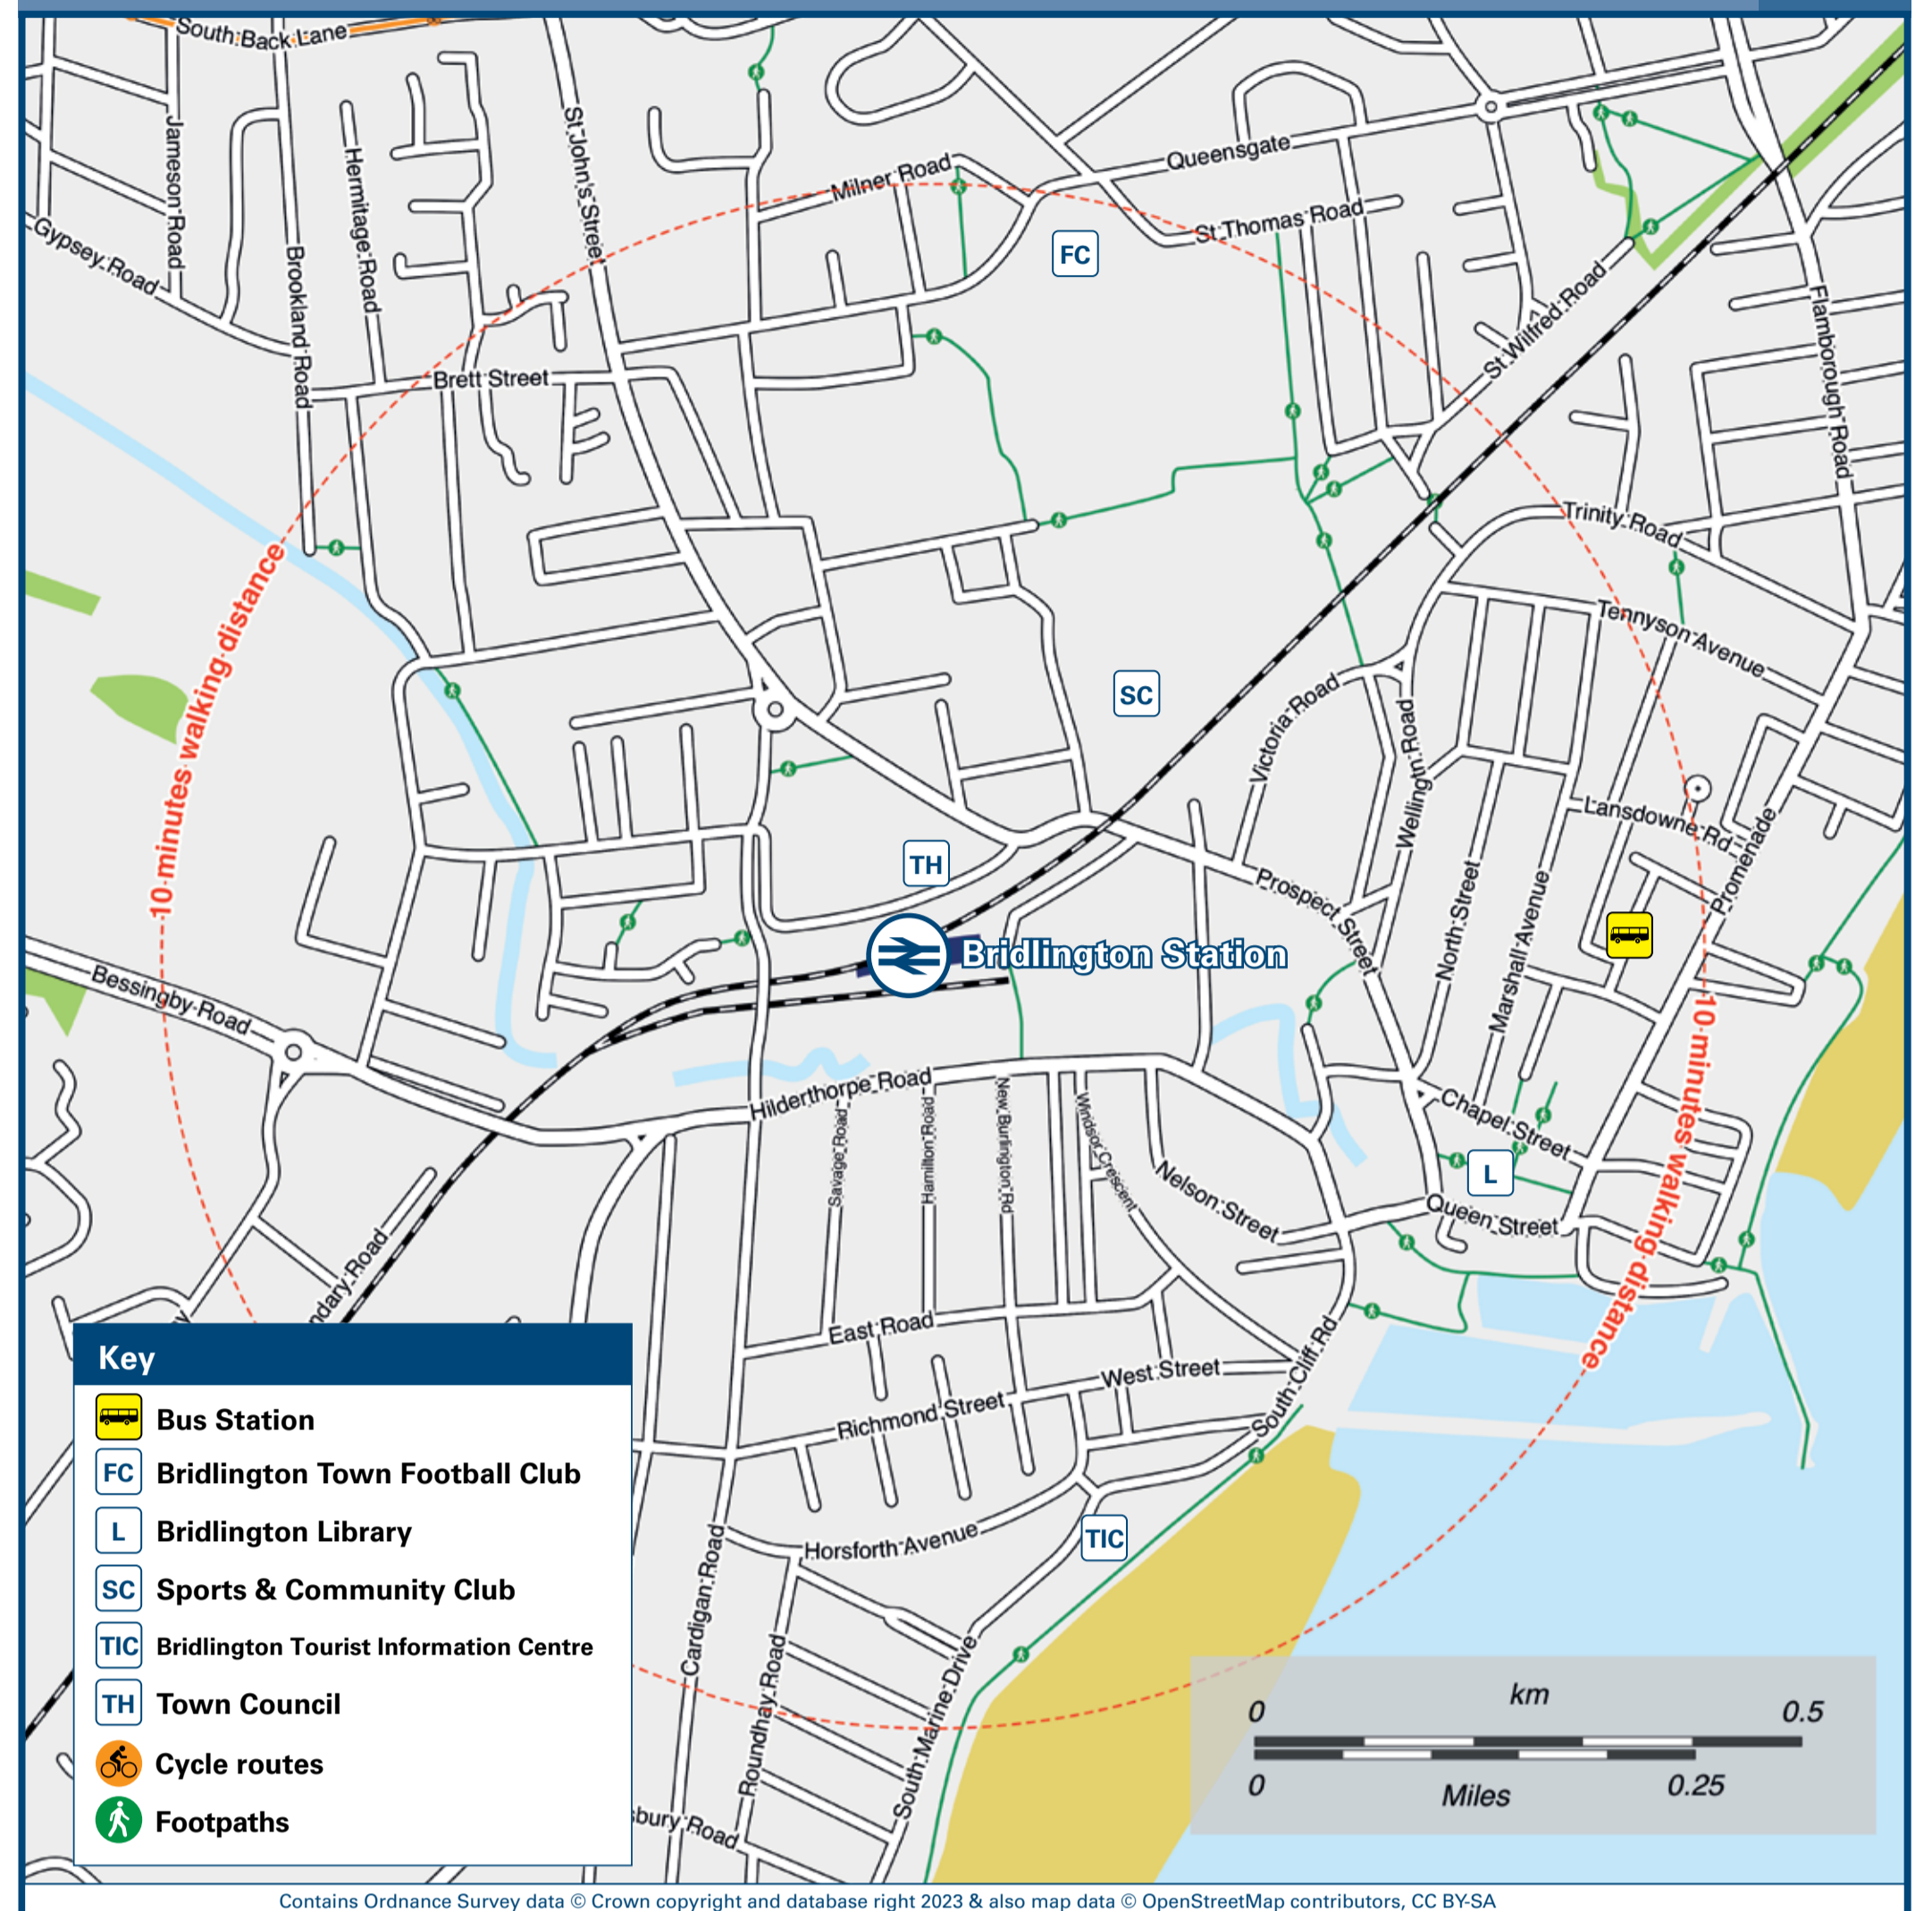 South Back Lane
Jameson Road
Hermitage Road
St John's Street
Milner Road
Queensgate
St Thomas Road
FC
Gypsey Road
Brookland Road
Brett Street
St Wilfred Road
Flamborough Road
Trinity Road
Tennyson Avenue
10 minutes walking distance
SC
Victoria Road
Wellingtn Road
Lansdowne Rd
Promenade
TH
Prospect Street
North Street
Marshall Avenue
Bridlington Station
Bessingby Road
10 minutes walking distance
Hilderthorpe Road
Savage Road
Hamilton Road
New Burlington Rd
Windsor Crescent
Nelson Street
Chapel Street
L
Queen Street
ndary Road
East Road
West Street
South Cliff Rd
Richmond Street
Horsforth Avenue
TIC
Cardigan Road
Roundhay Road
South Marine Drive
sbury Road
Key
Bus Station
FC Bridlington Town Football Club
L Bridlington Library
SC Sports & Community Club
TIC Bridlington Tourist Information Centre
TH Town Council
Cycle routes
Footpaths
km
0 0.5
0 0.25
Miles
Contains Ordnance Survey data © Crown copyright and database right 2023 & also map data © OpenStreetMap contributors, CC BY-SA